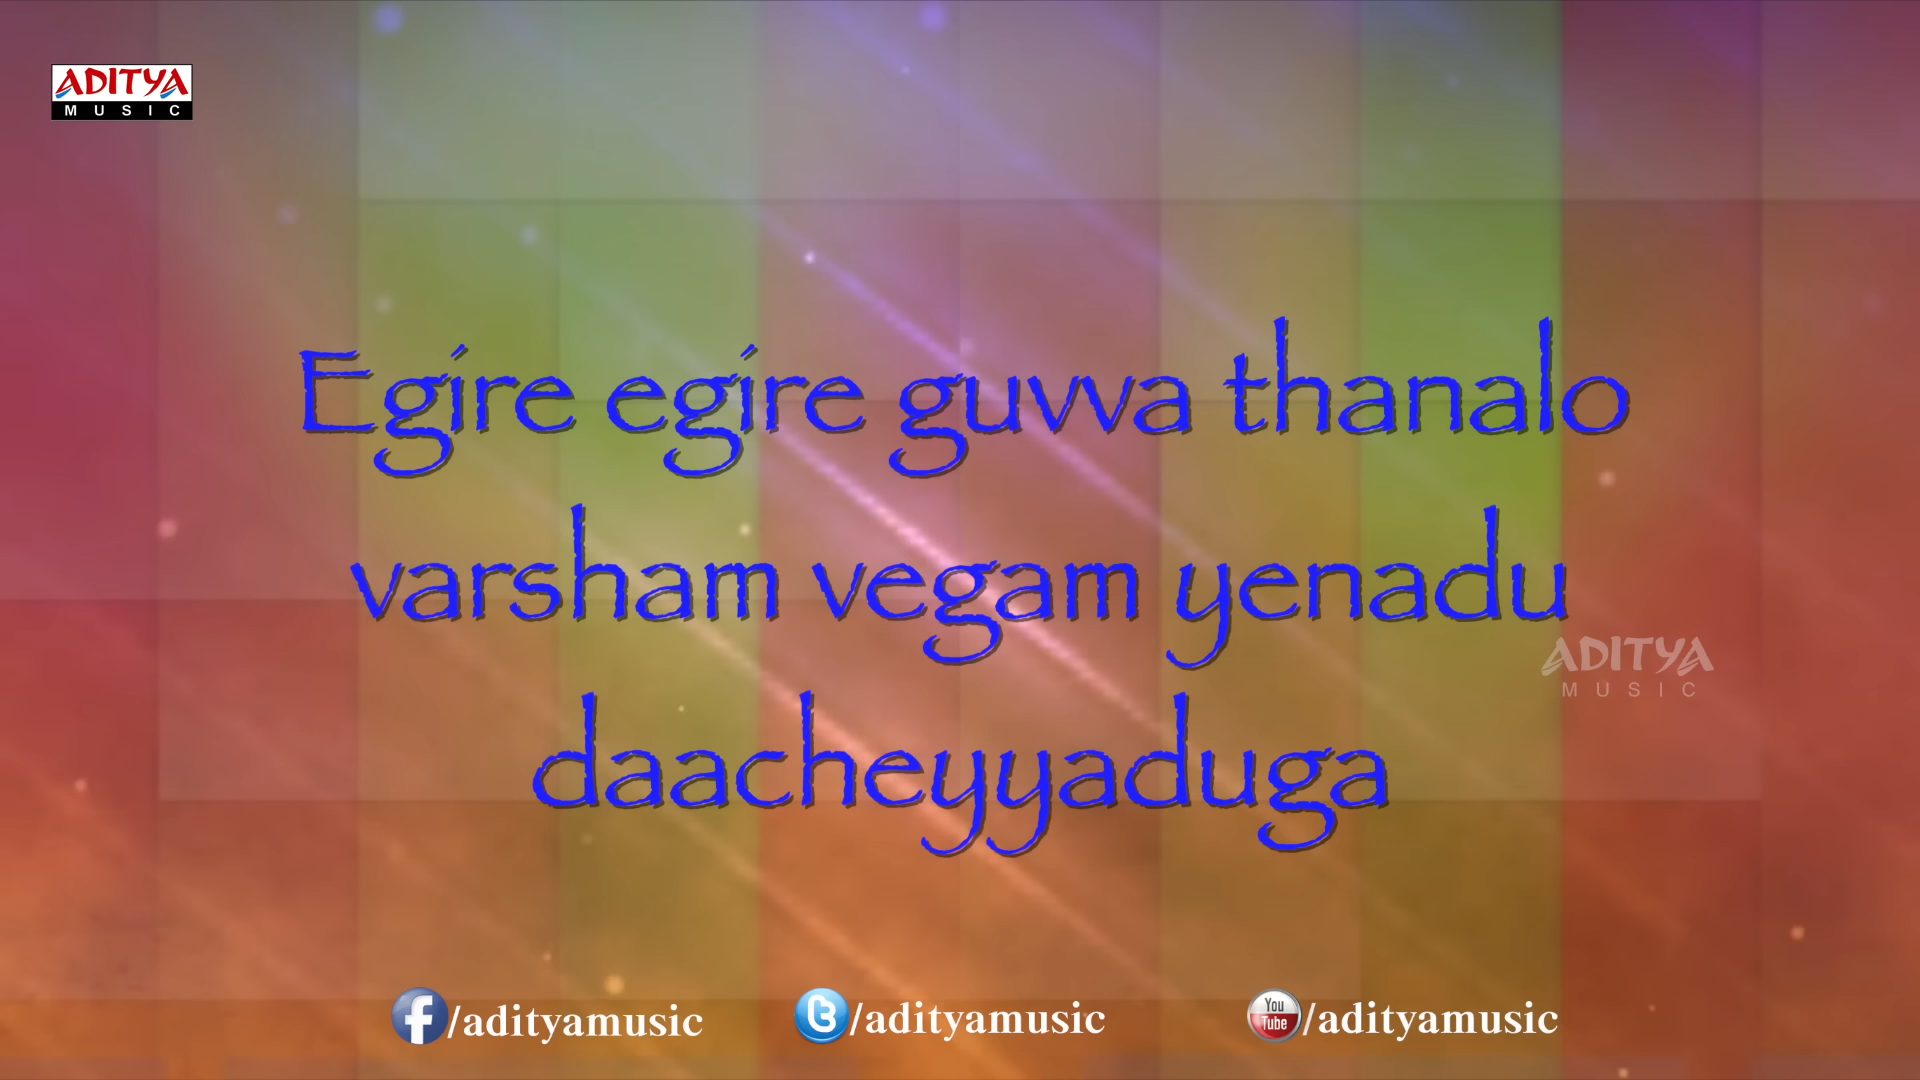 ADITYA
MUSIC
Egire egire guvva thanalo
varsham vegam yenadu
ADITYA
MUSIC
daacheyyaduga
/adityamusic /adityamusic You Tube /adityamusic